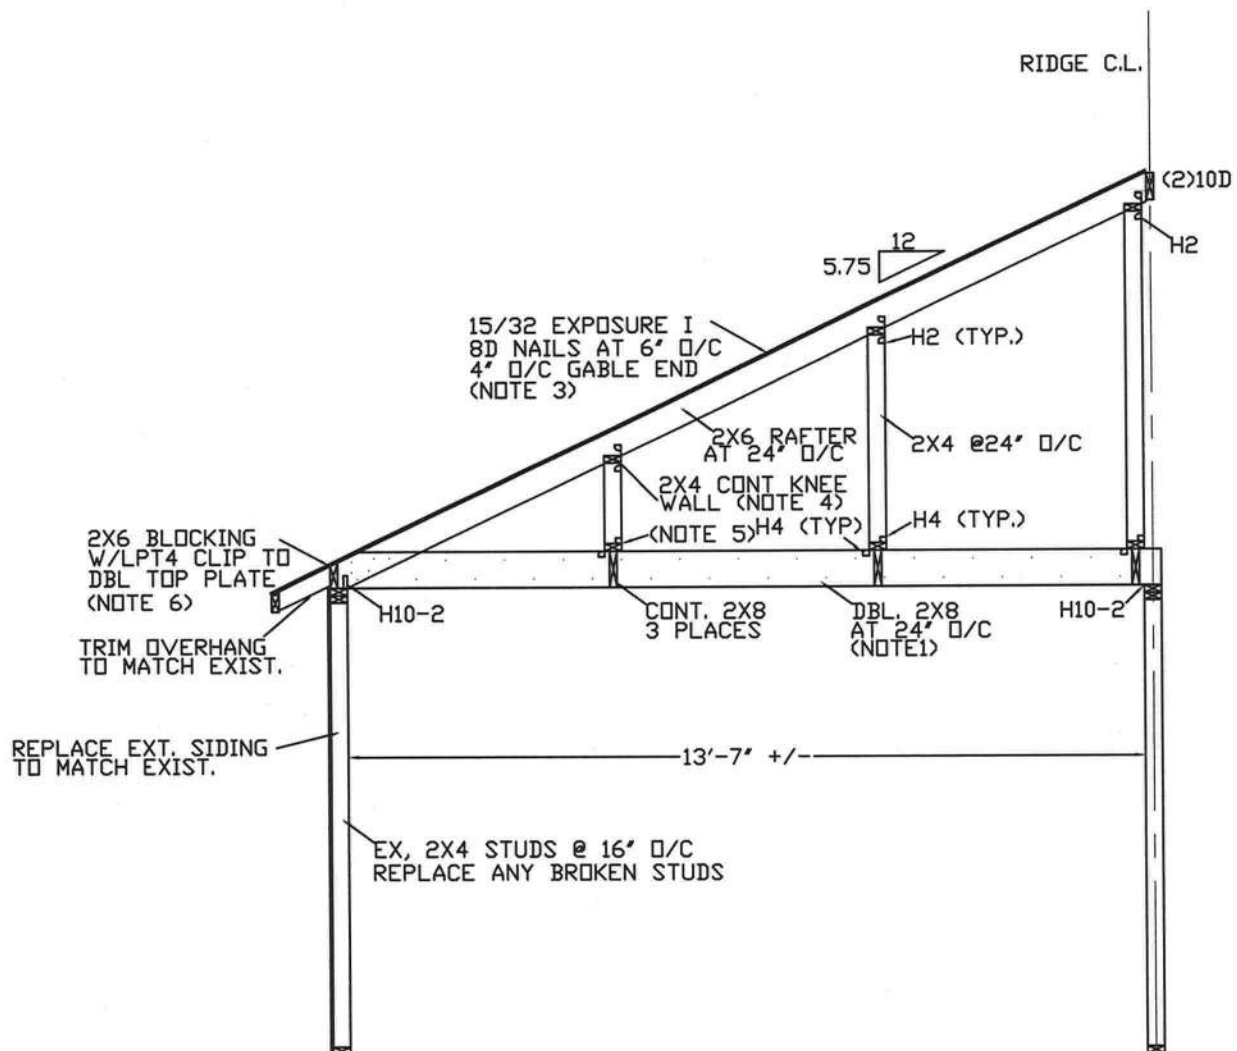 RIDGE C.L.
(2)10D
H2
12
5.75
15/32 EXPOSURE I
8D NAILS AT 6" O/C
4" O/C GABLE END
(NOTE 3)
H2 (TYP.)
2X6 RAFTER
AT 24" O/C
2X4 @24" O/C
2X4 CONT KNEE
WALL (NOTE 4)
(NOTE 5)
H4 (TYP)
H4 (TYP.)
2X6 BLOCKING
W/LPT4 CLIP TO
DBL TOP PLATE
(NOTE 6)
H10-2
CONT. 2X8
3 PLACES
DBL. 2X8
AT 24" O/C
(NOTE1)
H10-2
TRIM OVERHANG
TO MATCH EXIST.
REPLACE EXT. SIDING
TO MATCH EXIST.
13'-7" +/-
EX, 2X4 STUDS @ 16" O/C
REPLACE ANY BROKEN STUDS